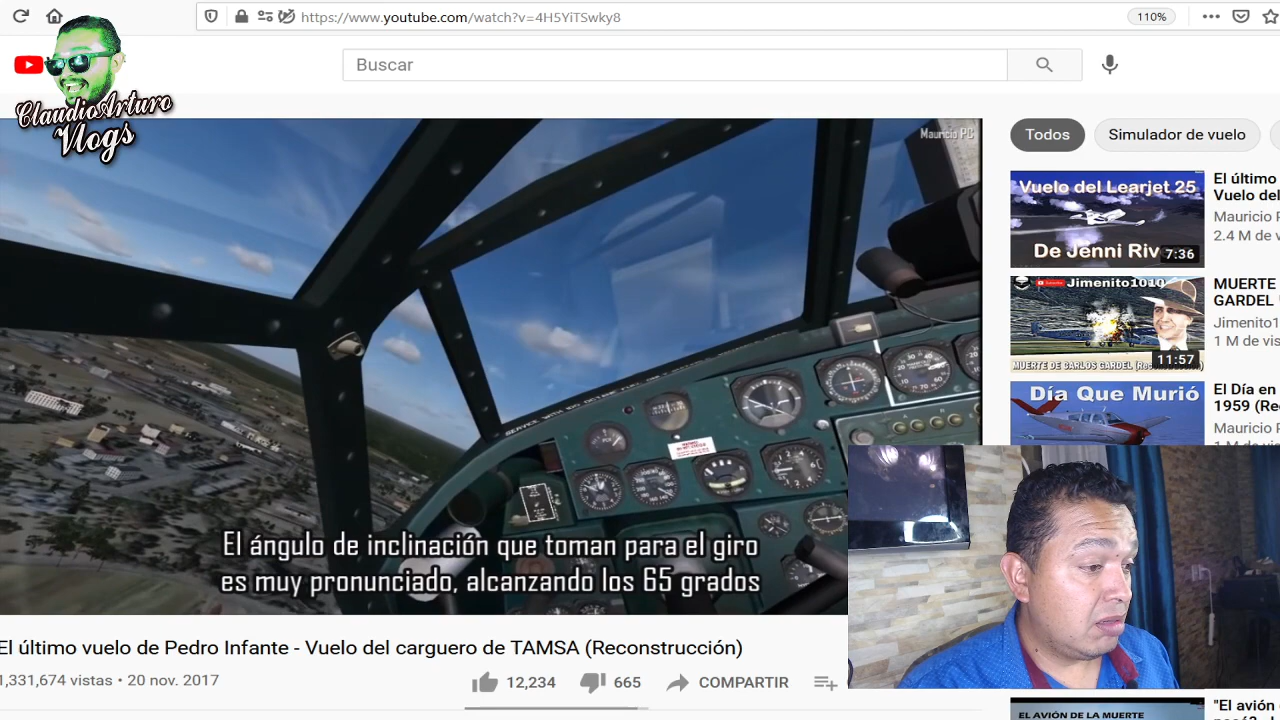 https://www.youtube.com/watch?v=4H5YiTSwky8
110%
Buscar
ClaudioArturo
Vlogs
Mauricio PC
El ángulo de inclinación que toman para el giro
es muy pronunciado, alcanzando los 65 grados
El último vuelo de Pedro Infante - Vuelo del carguero de TAMSA (Reconstrucción)
1,331,674 vistas • 20 nov. 2017
12,234
665
COMPARTIR
Todos
Simulador de vuelo
Vuelo del Learjet 25
De Jenni Riv
7:36
El último
Vuelo del
Mauricio P
2.4 M de v
Jimenito1010
11:57
MUERTE DE CARLOS GARDEL
MUERTE
GARDEL
Jimenito1
1 M de vis
Día Que Murió
El Día en
1959 (Re
Mauricio
EL AVIÓN DE LA MUERTE
"El avión